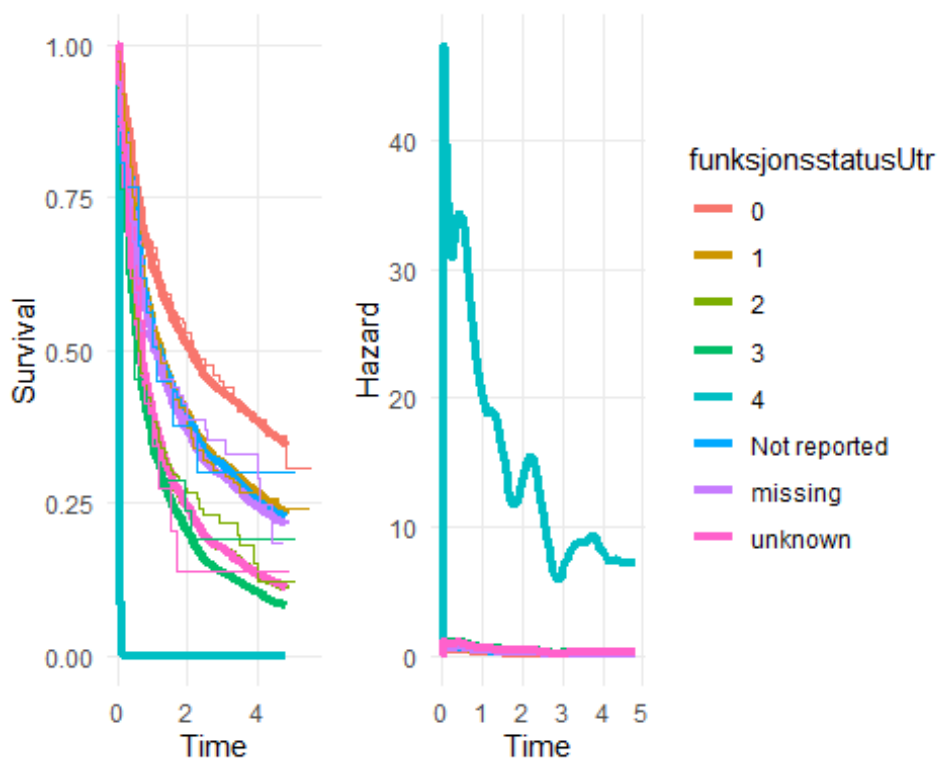 Survival
1.00
0.75
0.50
0.25
0.00
0 2 4
Time
Hazard
40
30
20
10
0
0 1 2 3 4 5
Time
funksjonsstatusUtr
0
1
2
3
4
Not reported
missing
unknown